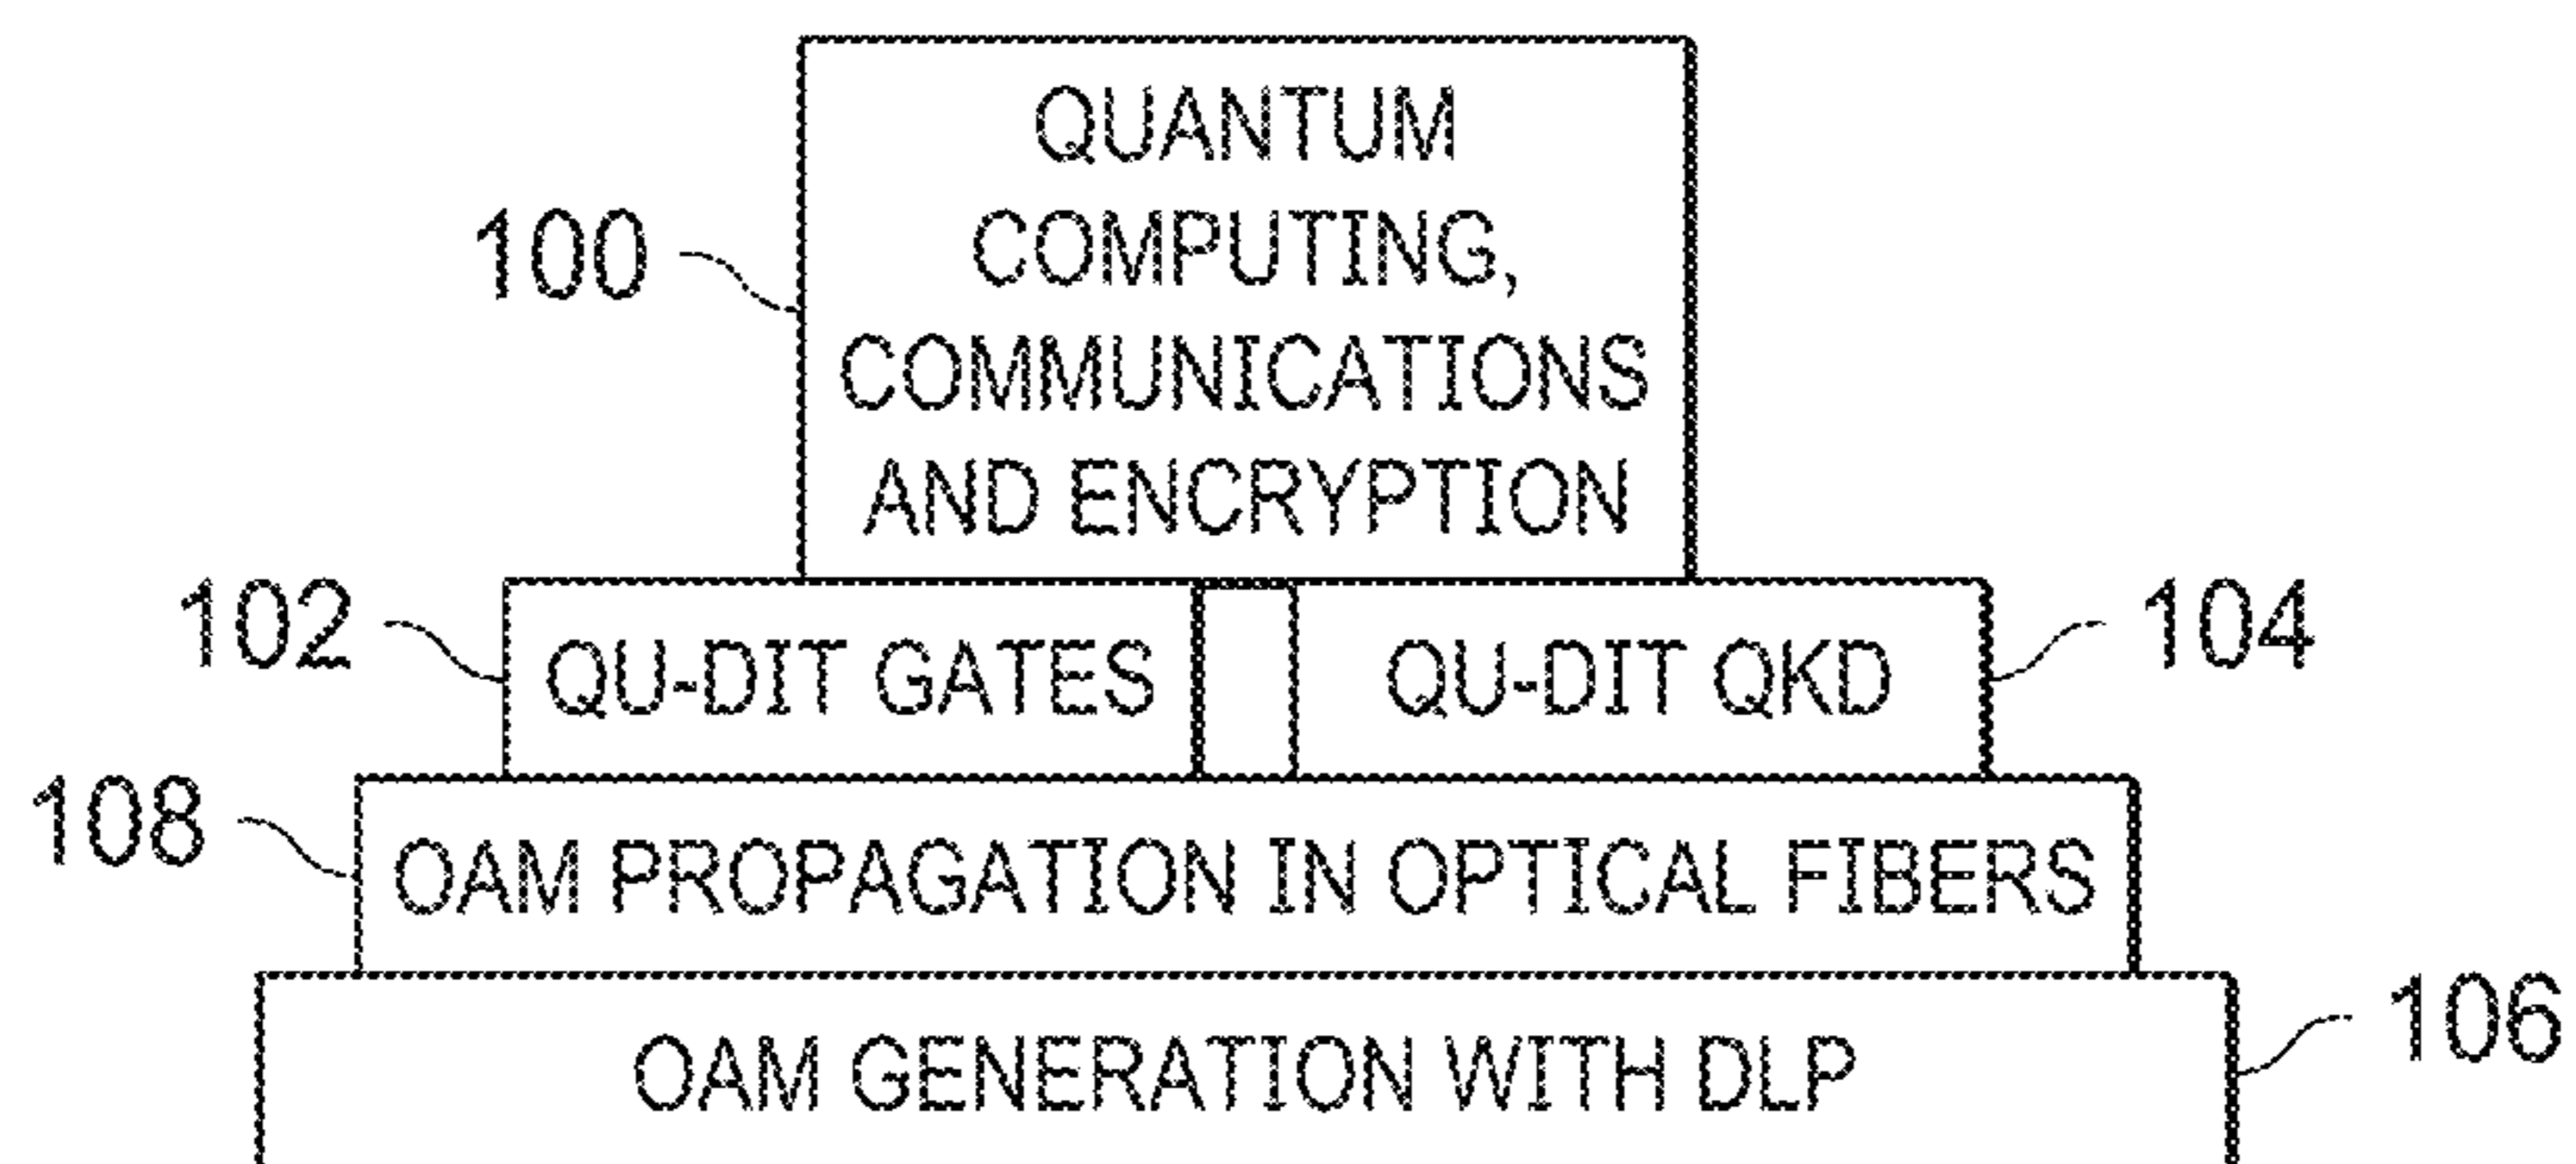 QUANTUM
100
COMPUTING,
COMMUNICATIONS
AND ENCRYPTION
102
QU-DIT GATES
QU-DIT QKD
104
108
OAM PROPAGATION IN OPTICAL FIBERS
OAM GENERATION WITH DLP
106